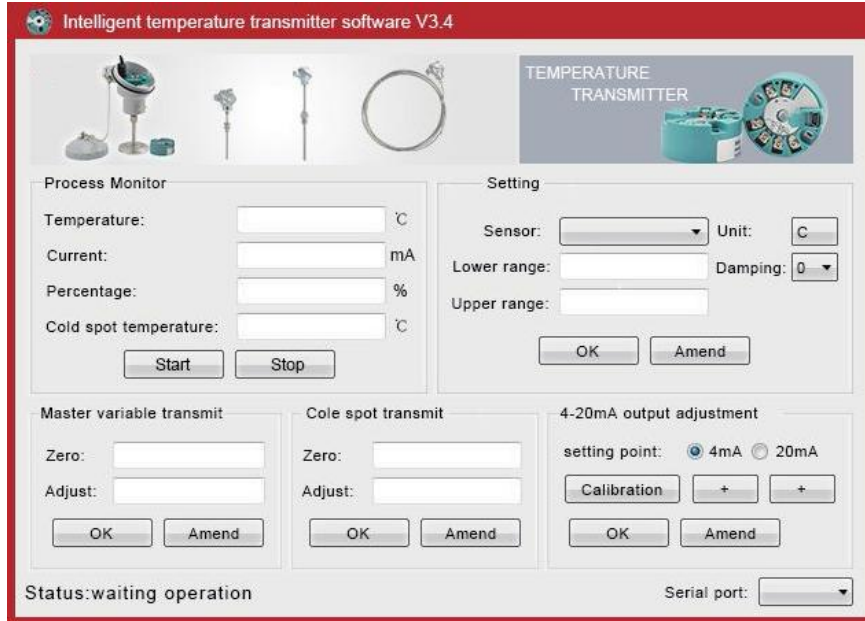 Intelligent temperature transmitter software V3.4
TEMPERATURE
TRANSMITTER
Process Monitor
Temperature: ℃
Current: mA
Percentage: %
Cold spot temperature: ℃
Start Stop
Setting
Sensor: Unit: C
Lower range: Damping: 0
Upper range:
OK Amend
Master variable transmit
Zero:
Adjust:
OK Amend
Cole spot transmit
Zero:
Adjust:
OK Amend
4-20mA output adjustment
setting point: 4mA 20mA
Calibration + +
OK Amend
Status:waiting operation
Serial port: